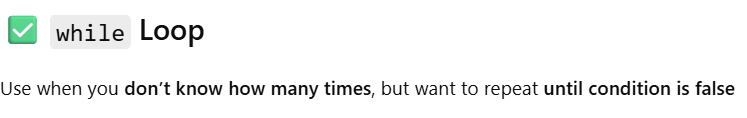 ✅ while Loop
Use when you don’t know how many times, but want to repeat until condition is false